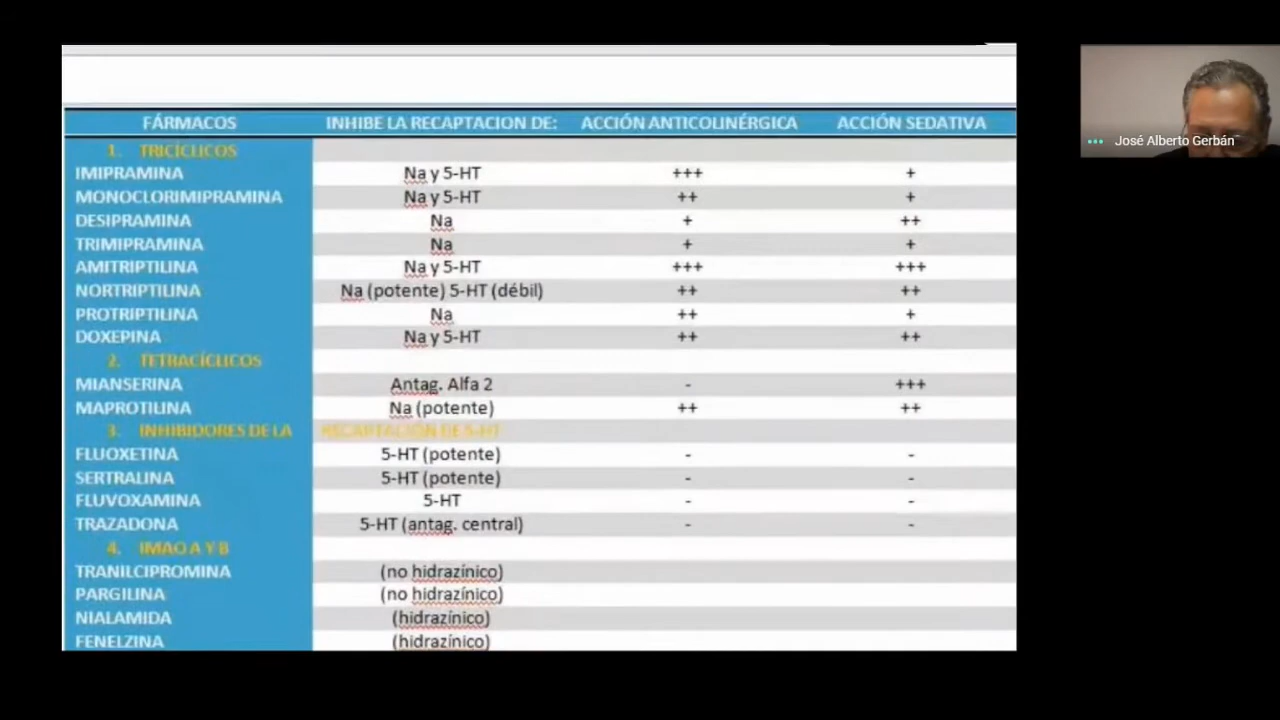 FÁRMACOS INHIBE LA RECAPTACION DE: ACCIÓN ANTICOLINÉRGICA ACCIÓN SEDATIVA
1. TRICÍCLICOS
IMIPRAMINA Na y 5-HT +++ +
MONOCLORIMIPRAMINA Na y 5-HT ++ +
DESIPRAMINA Na + ++
TRIMIPRAMINA Na + +
AMITRIPTILINA Na y 5-HT +++ +++
NORTRIPTILINA Na (potente) 5-HT (débil) ++ ++
PROTRIPTILINA Na ++ +
DOXEPINA Na y 5-HT ++ ++
2. TETRACÍCLICOS
MIANSERINA Antag. Alfa 2 - +++
MAPROTILINA Na (potente) ++ ++
3. INHIBIDORES DE LA RECAPTACIÓN DE 5-HT
FLUOXETINA 5-HT (potente) - -
SERTRALINA 5-HT (potente) - -
FLUVOXAMINA 5-HT - -
TRAZADONA 5-HT (antag. central) - -
4. IMAO A Y B
TRANILCIPROMINA (no hidrazínico)
PARGILINA (no hidrazínico)
NIALAMIDA (hidrazínico)
FENELZINA (hidrazínico)
José Alberto Gerbán